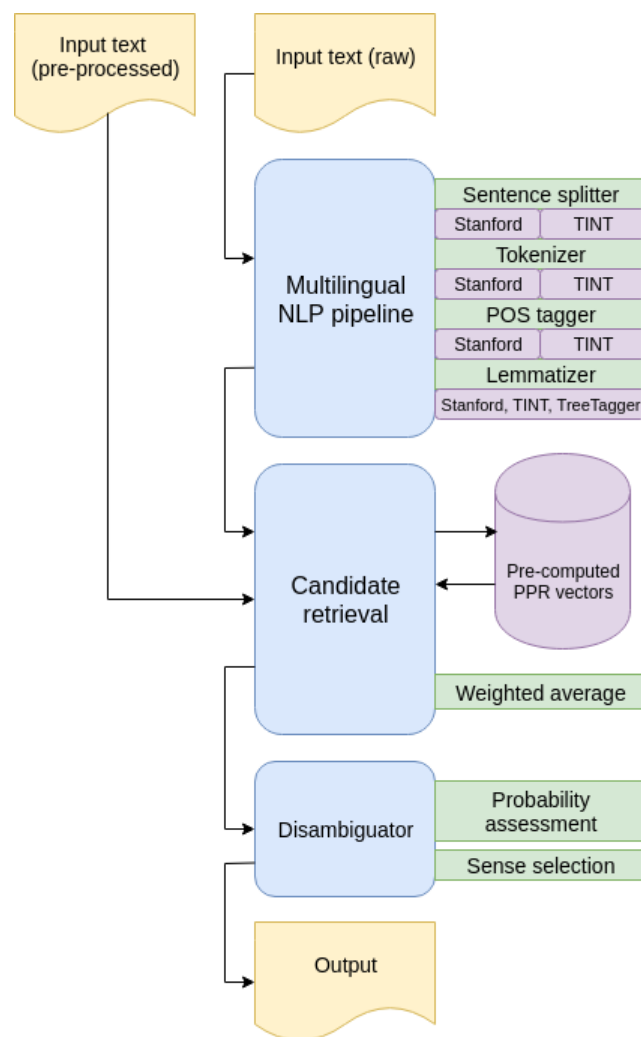 Input text
(pre-processed)
Input text (raw)
Multilingual
NLP pipeline
Sentence splitter
Stanford
TINT
Tokenizer
Stanford
TINT
POS tagger
Stanford
TINT
Lemmatizer
Stanford, TINT, TreeTagger
Candidate
retrieval
Pre-computed
PPR vectors
Weighted average
Disambiguator
Probability
assessment
Sense selection
Output